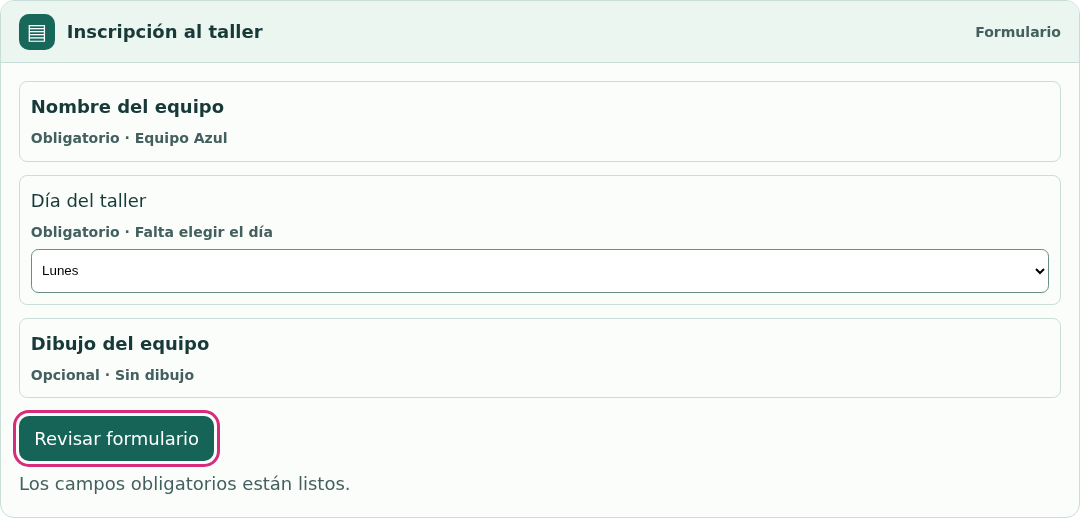 Inscripción al taller
Formulario
Nombre del equipo
Obligatorio · Equipo Azul
Día del taller
Obligatorio · Falta elegir el día
Lunes
Dibujo del equipo
Opcional · Sin dibujo
Revisar formulario
Los campos obligatorios están listos.